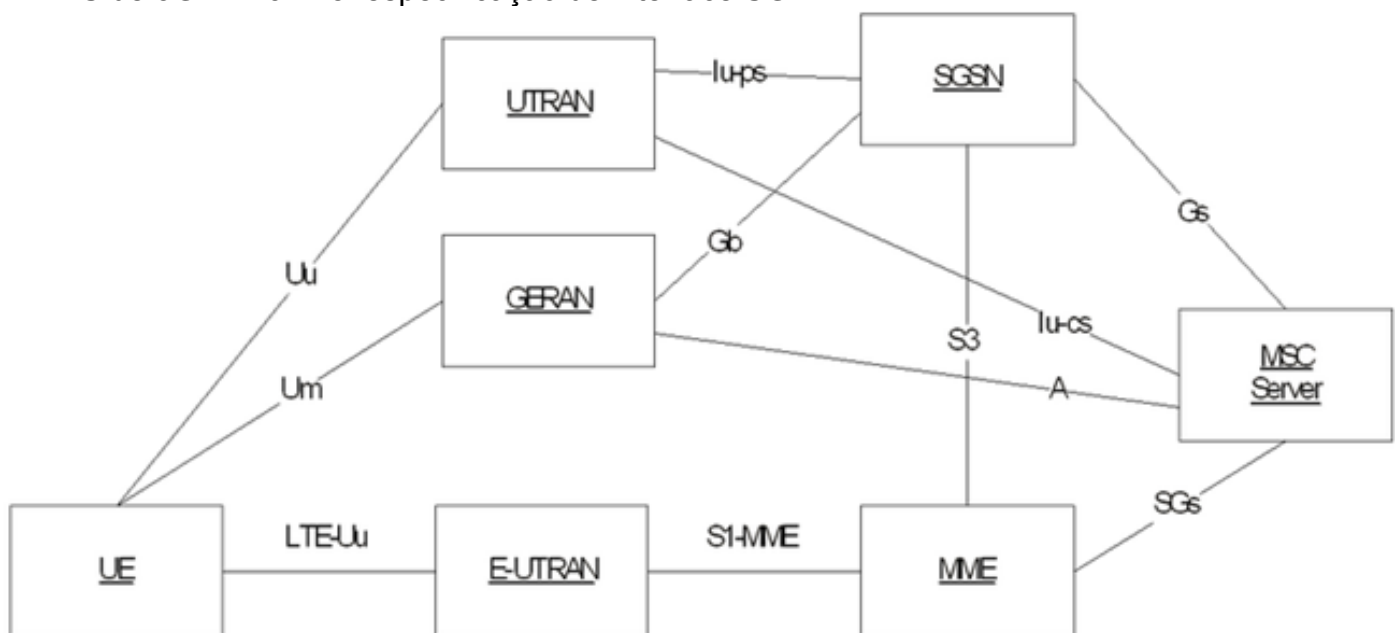 Iu-ps
SGSN
UTRAN
Gs
Gb
Uu
GERAN
Iu-cs
S3
MSC
Server
Um
A
SGs
LTE-Uu
S1-MME
UE
E-UTRAN
MME